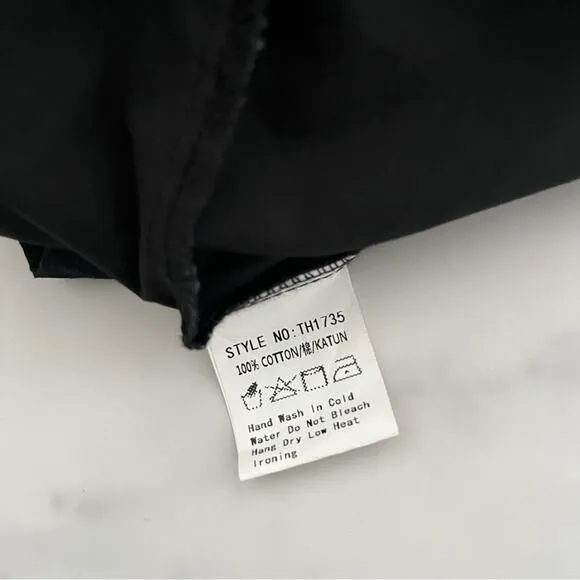 STYLE NO:TH1735
100% COTTON/棉/KATUN
Hand Wash In Cold
Water Do Not Bleach
Hang Dry Low Heat
Ironing